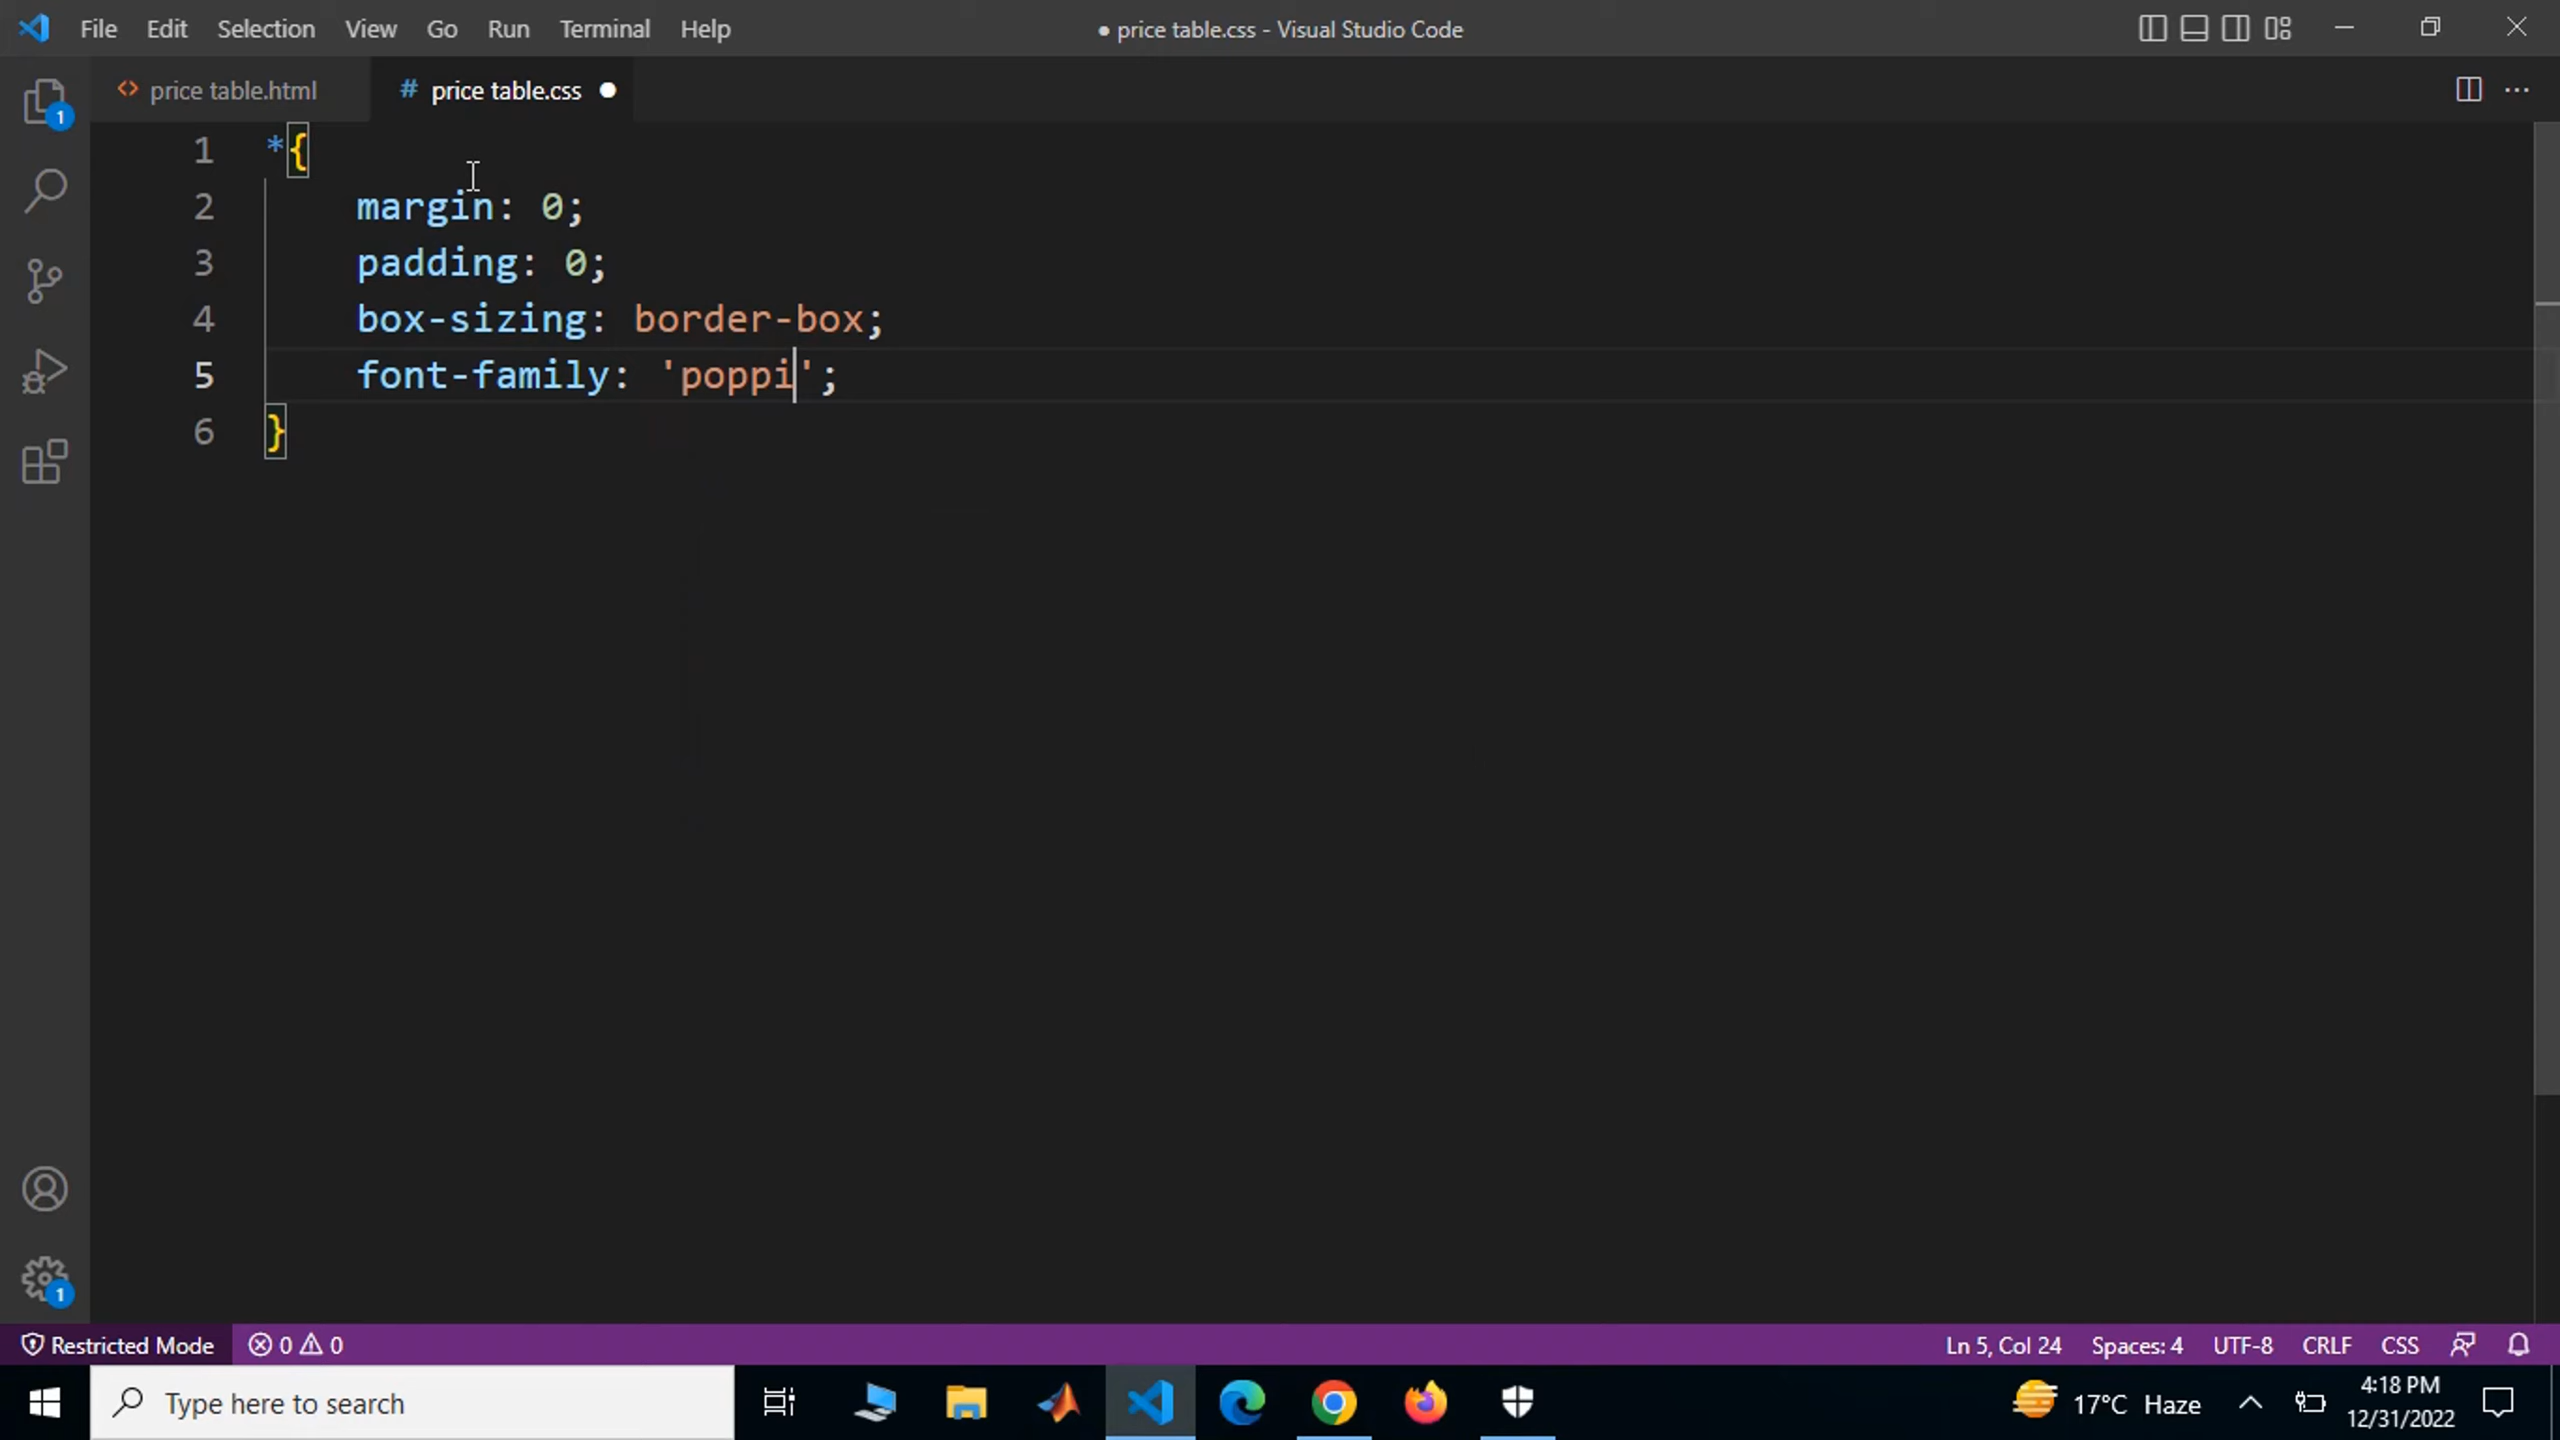 File Edit Selection View Go Run Terminal Help
● price table.css - Visual Studio Code
<> price table.html # price table.css
1 *{
2 margin: 0;
3 padding: 0;
4 box-sizing: border-box;
5 font-family: 'poppi';
6 }
1
1
Restricted Mode 0 0 Ln 5, Col 24 Spaces: 4 UTF-8 CRLF CSS
Type here to search
17°C Haze
4:18 PM
12/31/2022